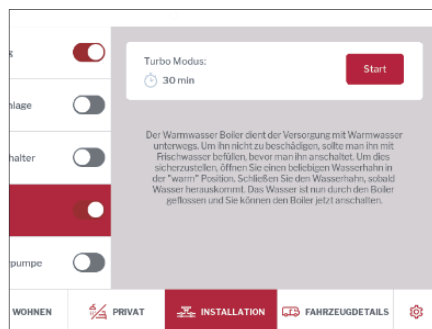 Turbo Modus:
30 min
Start
nlage
halter
pumpe
Der Warmwasser Boiler dient der Versorgung mit Warmwasser
unterwegs. Um ihn nicht zu beschädigen, sollte man ihn mit
Frischwasser befüllen, bevor man ihn anschaltet. Um dies
sicherzustellen, öffnen Sie einen beliebigen Wasserhahn in
der "warm" Position. Schließen Sie den Wasserhahn, sobald
Wasser herauskommt. Das Wasser ist nun durch den Boiler
geflossen und Sie können den Boiler jetzt anschalten.
WOHNEN
PRIVAT
INSTALLATION
FAHRZEUGDETAILS